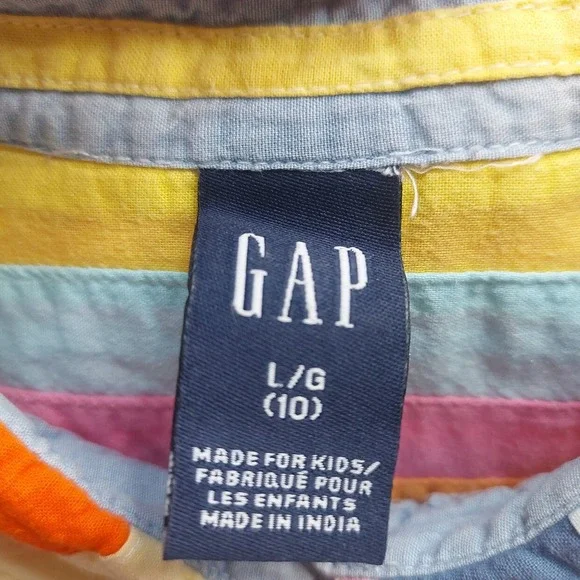 GAP
L/G
(10)
MADE FOR KIDS/
FABRIQUÉ POUR
LES ENFANTS
MADE IN INDIA